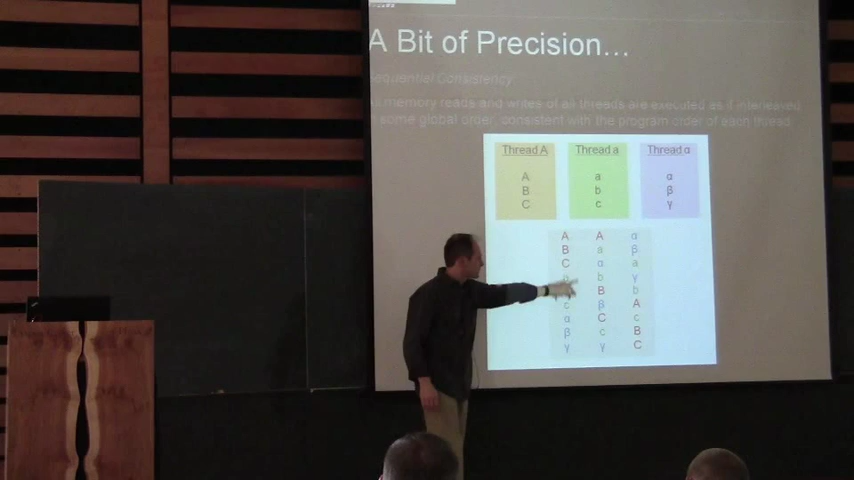 A Bit of Precision...
Sequential Consistency
memory reads and writes of all threads are executed as if interleaved
some global order, consistent with the program order of each thread.
Thread A Thread a Thread α
A a α
B b β
C c γ
A A α
B a β
C α a
b γ
B b
c β A
α C c
β c B
γ γ C